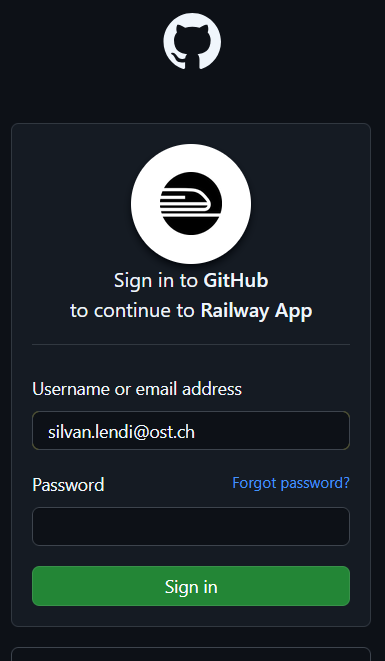 Sign in to GitHub
to continue to Railway App
Username or email address
silvan.lendi@ost.ch
Password
Forgot password?
Sign in